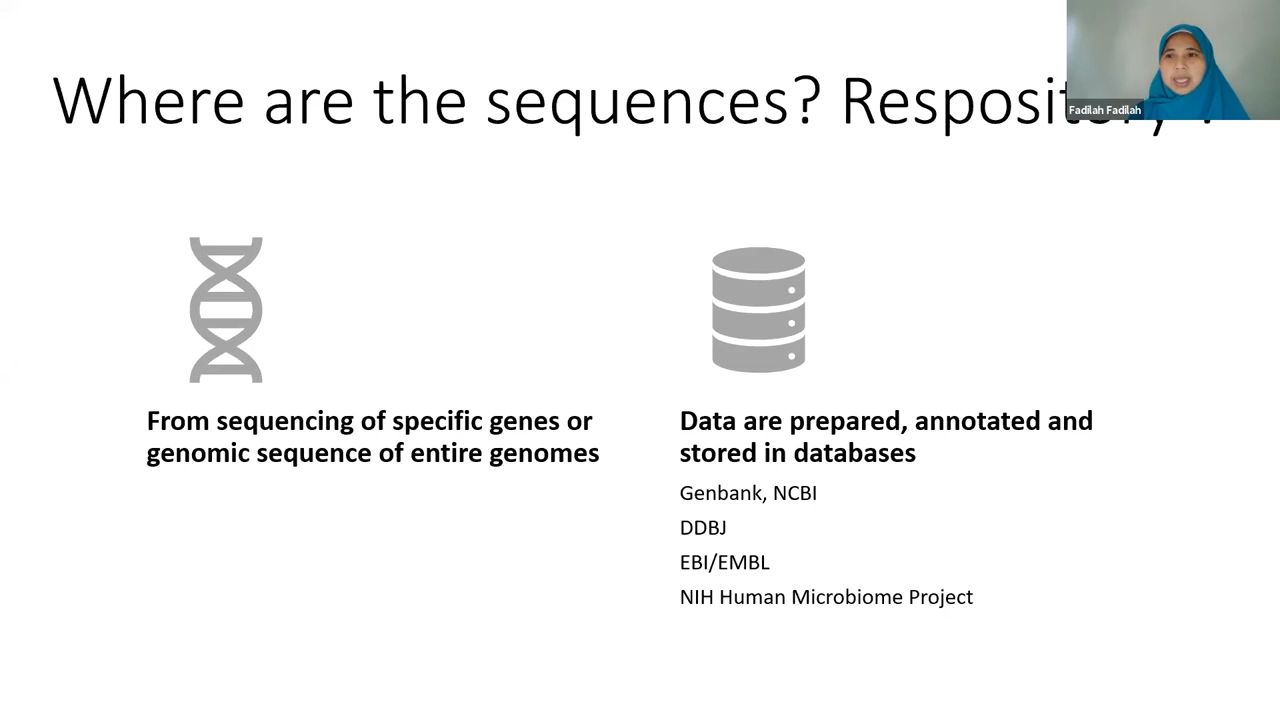 Where are the sequences? Respository ?
Fadilah Fadilah
From sequencing of specific genes or
genomic sequence of entire genomes
Data are prepared, annotated and
stored in databases
Genbank, NCBI
DDBJ
EBI/EMBL
NIH Human Microbiome Project